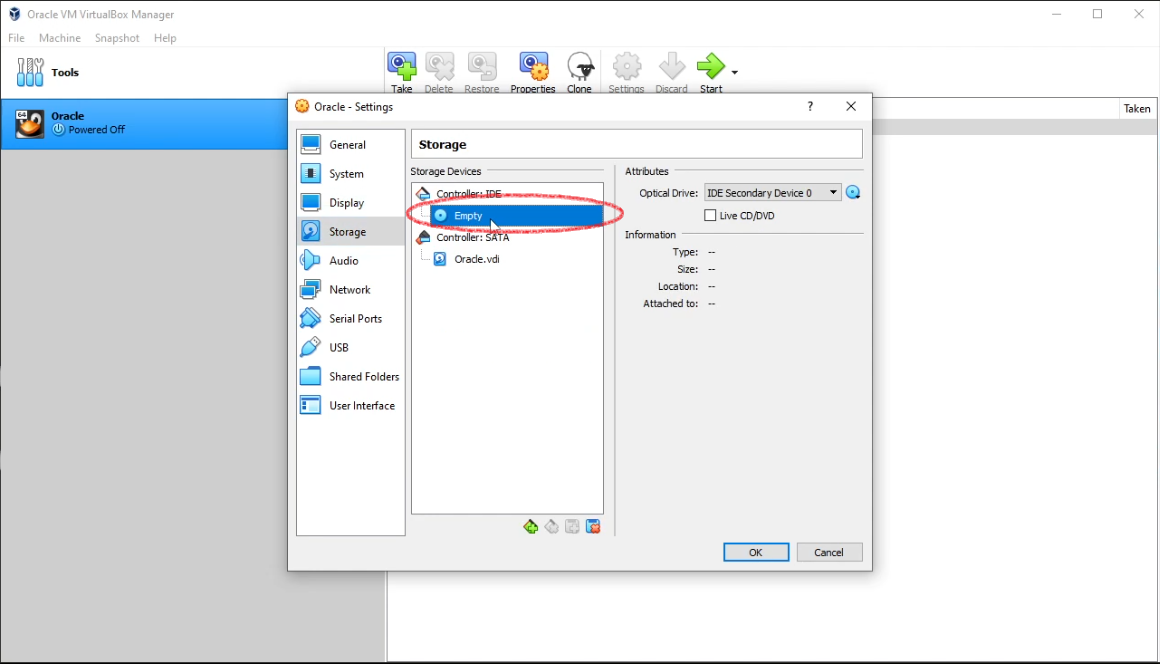 Oracle VM VirtualBox Manager
File Machine Snapshot Help
Tools
Take Delete Restore Properties Clone Settings Discard Start
Taken
64
Oracle
Powered Off
Oracle - Settings
?
General
System
Display
Storage
Audio
Network
Serial Ports
USB
Shared Folders
User Interface
Storage
Storage Devices
Controller: IDE
Empty
Controller: SATA
Oracle.vdi
Attributes
Optical Drive: IDE Secondary Device 0
Live CD/DVD
Information
Type: --
Size: --
Location: --
Attached to: --
OK Cancel